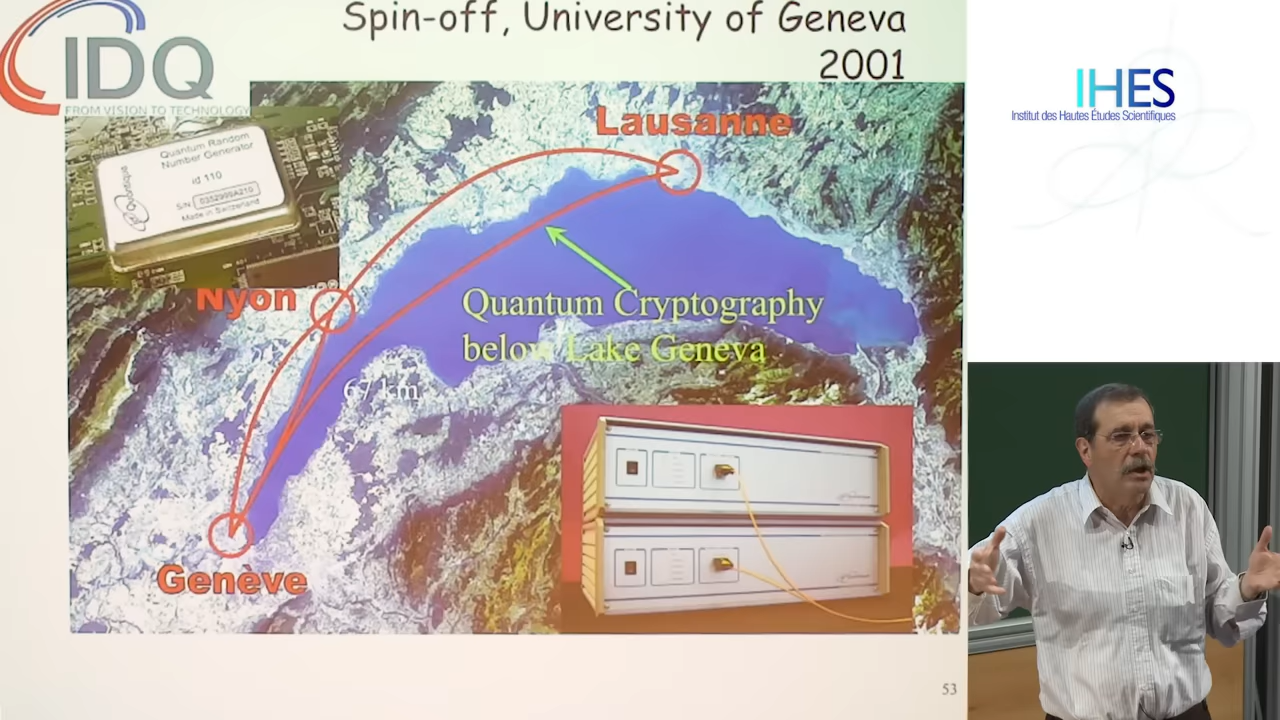 Spin-off, University of Geneva
2001
IDQ
FROM VISION TO TECHNOLOGY
IHES
Institut des Hautes Études Scientifiques
Lausanne
Quantum Random
Number Generator
id 110
S/N 0352999A210
Made in Switzerland
Nyon
Quantum Cryptography
below Lake Geneva
67 km
Genève
53